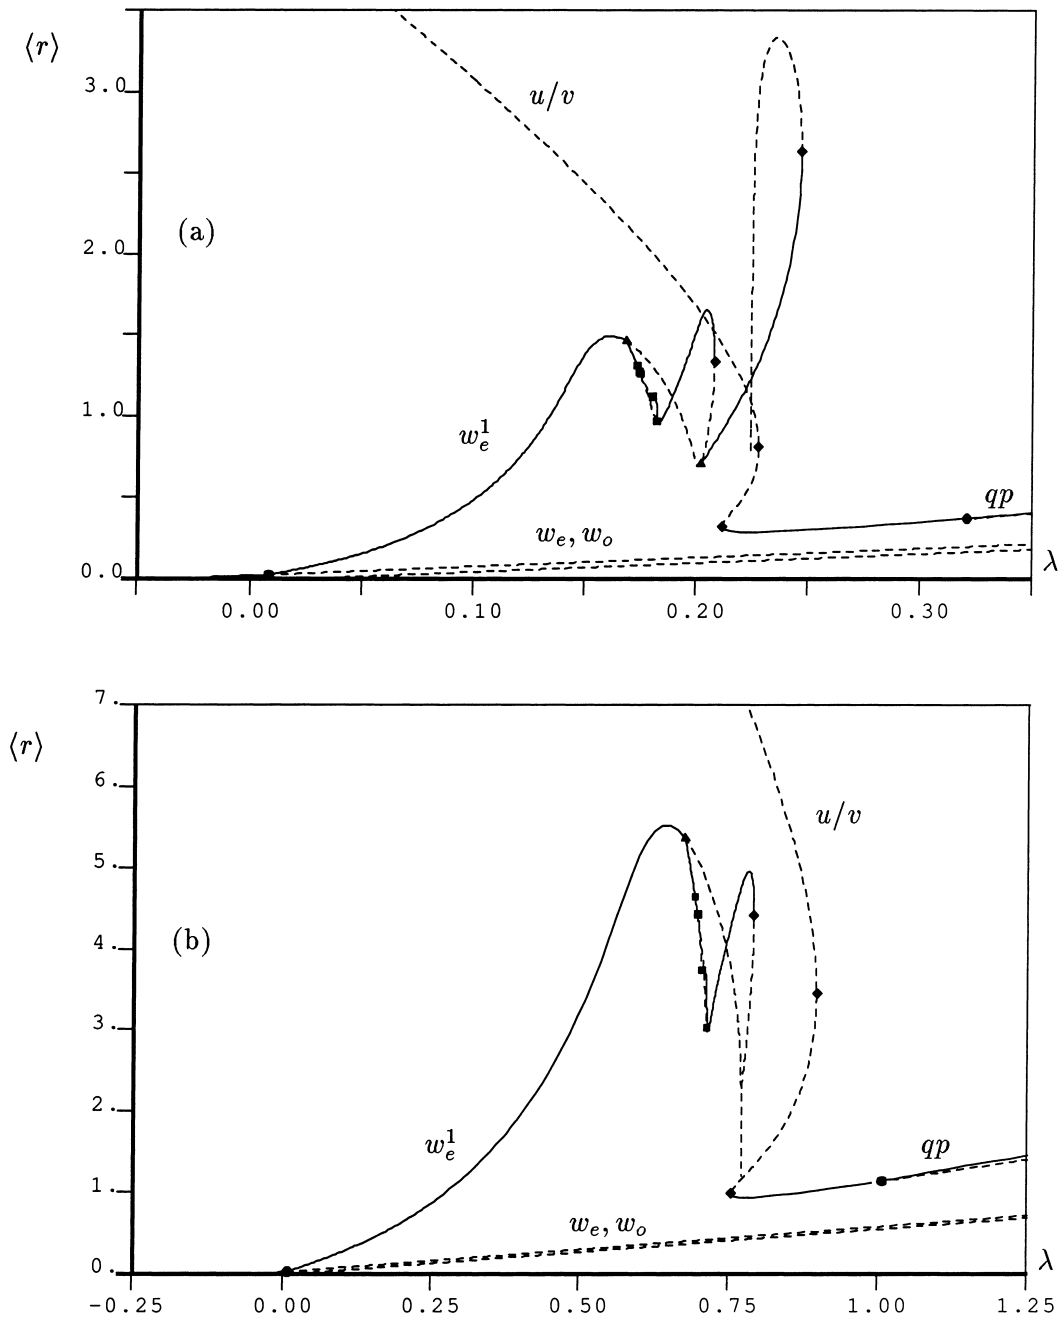 ⟨r⟩
3.0
u/v
(a)
2.0
1.0
w_e^1
qp
w_e, w_o
0.0
λ
0.00 0.10 0.20 0.30
7.
⟨r⟩
6.
u/v
5.
(b)
4.
3.
2.
w_e^1
qp
1.
w_e, w_o
0.
λ
-0.25 0.00 0.25 0.50 0.75 1.00 1.25